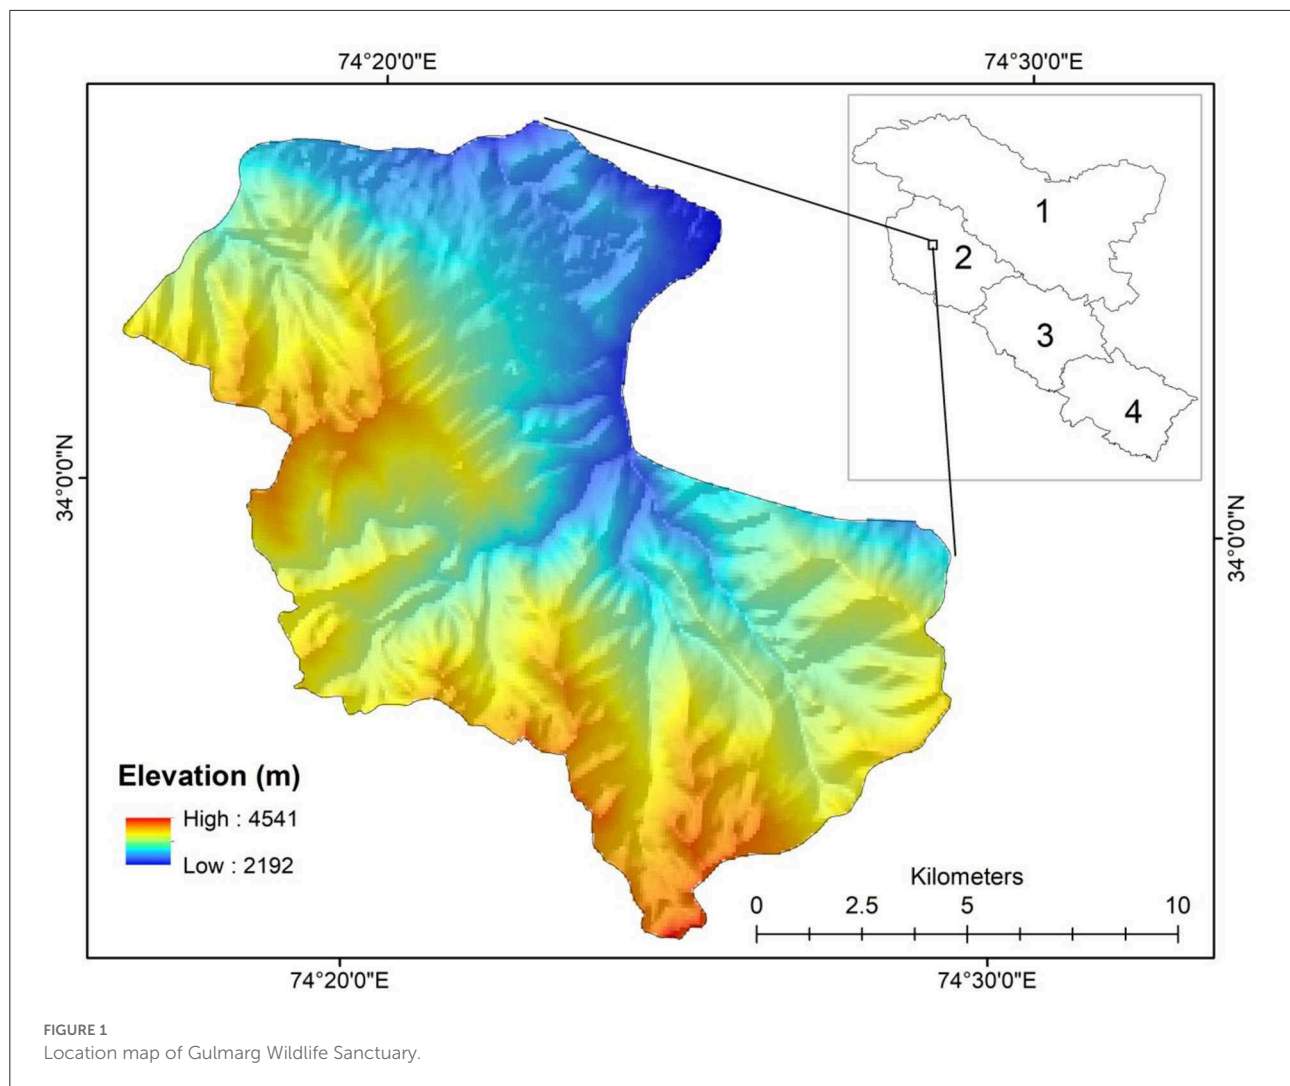 74°20'0"E
74°30'0"E
1
2
3
4
34°0'0"N
34°0'0"N
Elevation (m)
High : 4541
Low : 2192
Kilometers
0 2.5 5 10
74°20'0"E
74°30'0"E
FIGURE 1
Location map of Gulmarg Wildlife Sanctuary.